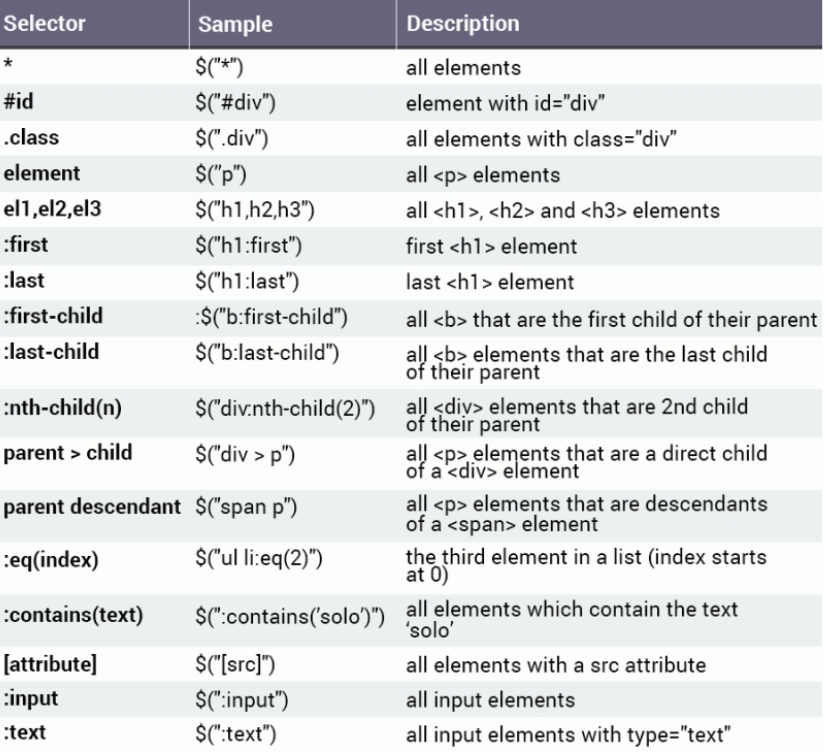 Selector Sample Description
* $("*") all elements
#id $("#div") element with id="div"
.class $(".div") all elements with class="div"
element $("p") all <p> elements
el1,el2,el3 $("h1,h2,h3") all <h1>, <h2> and <h3> elements
:first $("h1:first") first <h1> element
:last $("h1:last") last <h1> element
:first-child :$("b:first-child") all <b> that are the first child of their parent
:last-child $("b:last-child") all <b> elements that are the last child
of their parent
:nth-child(n) $("div:nth-child(2)") all <div> elements that are 2nd child
of their parent
parent > child $("div > p") all <p> elements that are a direct child
of a <div> element
parent descendant $("span p") all <p> elements that are descendants
of a <span> element
:eq(index) $("ul li:eq(2)") the third element in a list (index starts
at 0)
:contains(text) $(":contains('solo')") all elements which contain the text
'solo'
[attribute] $("[src]") all elements with a src attribute
:input $(":input") all input elements
:text $(":text") all input elements with type="text"